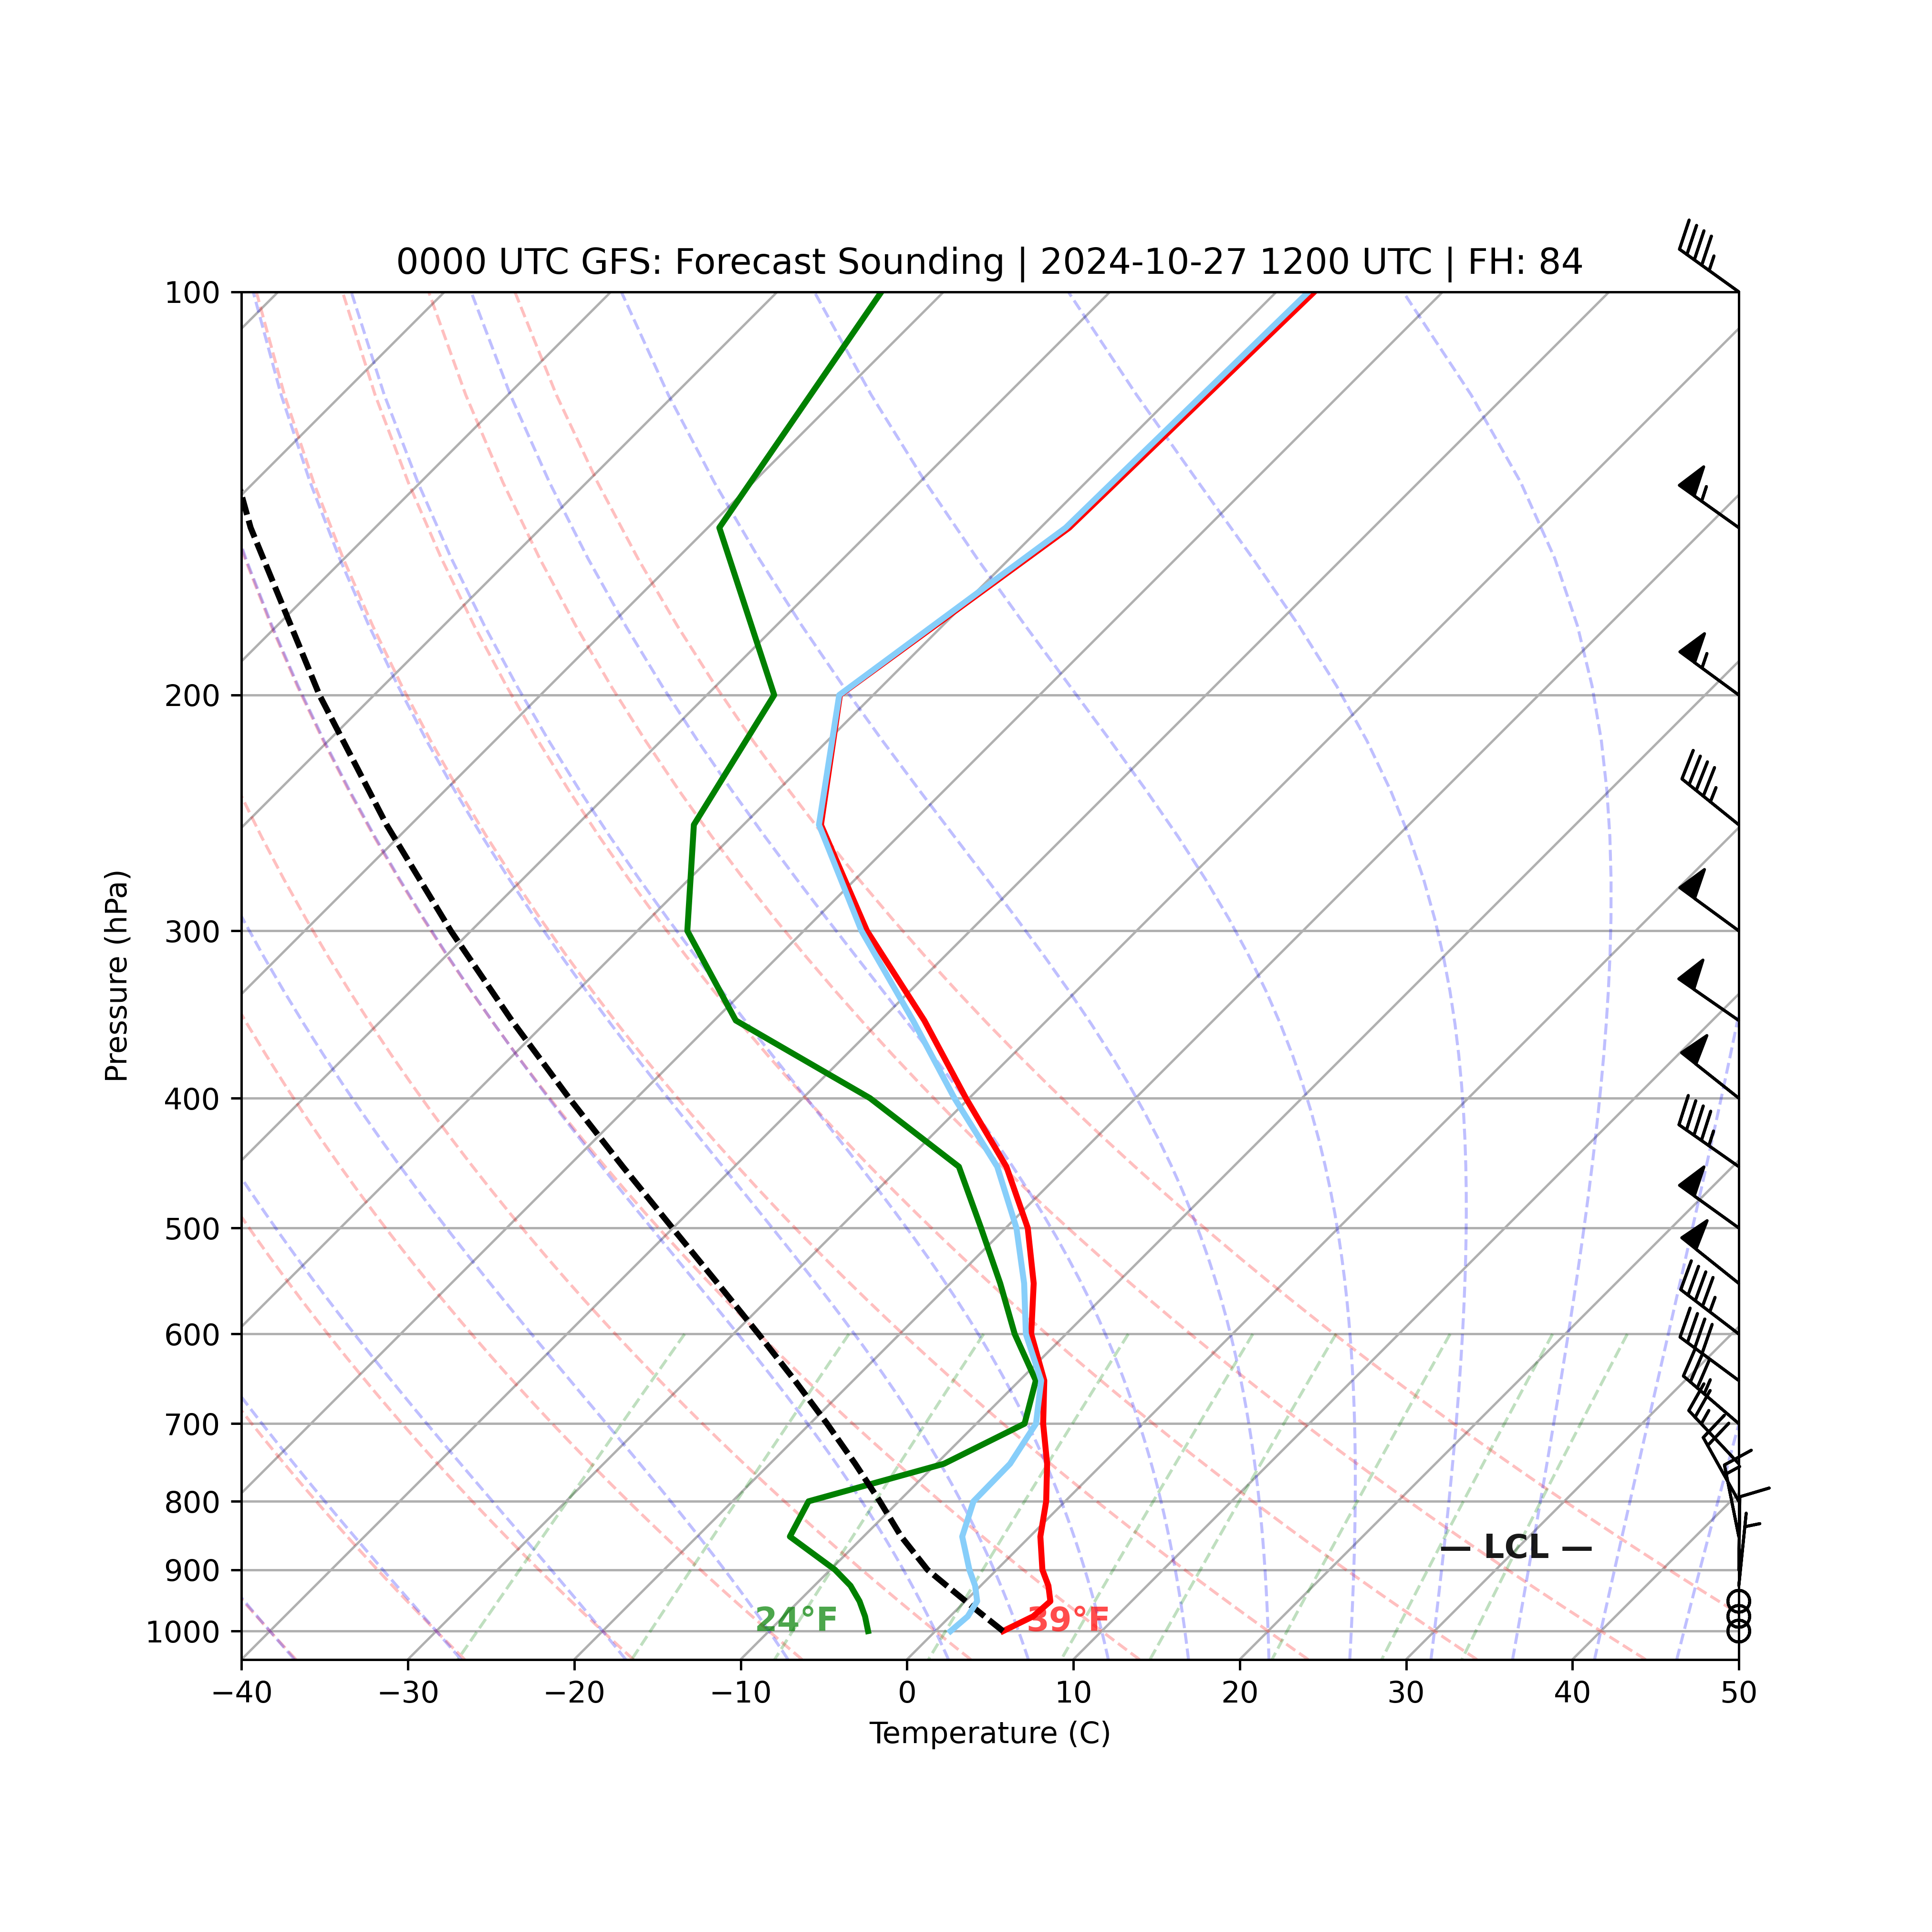 0000 UTC GFS: Forecast Sounding | 2024-10-27 1200 UTC | FH: 84
100
200
300
400
500
600
700
800
900
1000
Pressure (hPa)
— LCL —
24°F
39°F
−40 −30 −20 −10 0 10 20 30 40 50
Temperature (C)